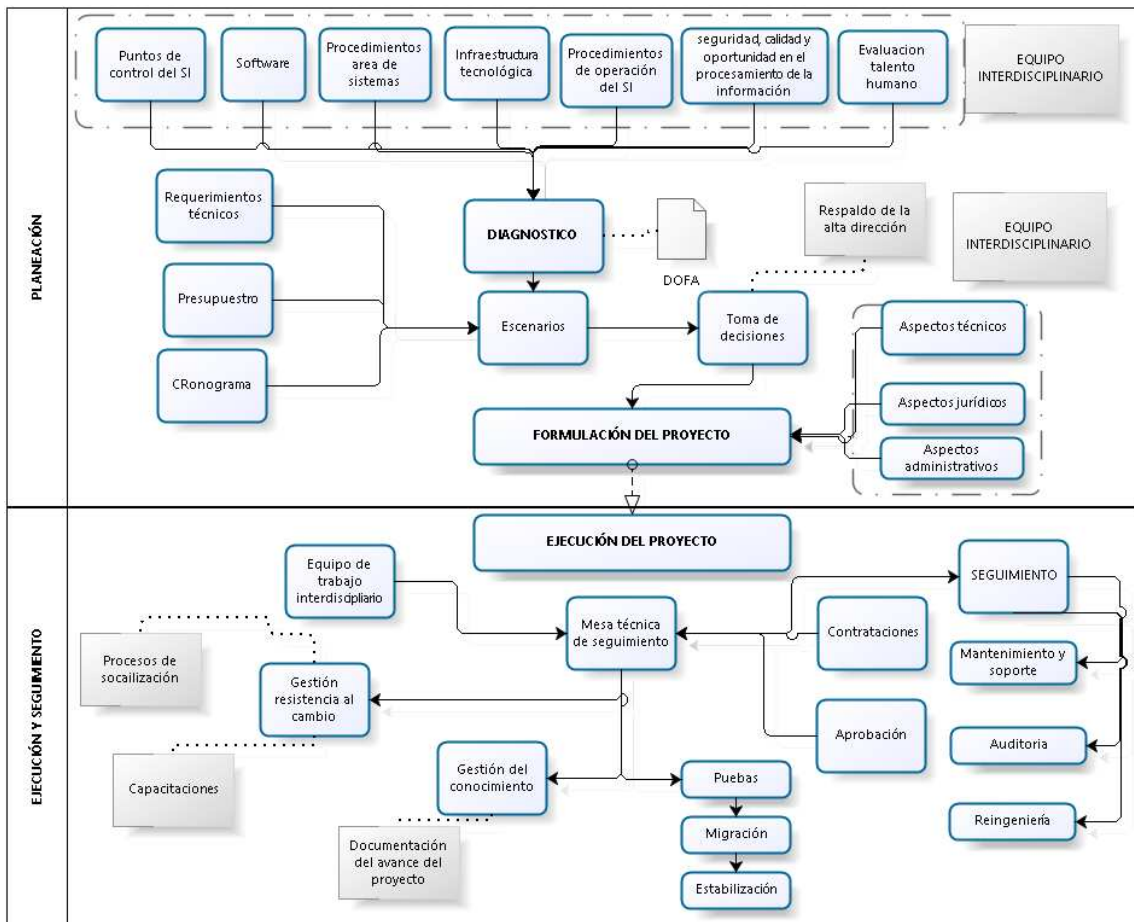 PLANEACIÓN
Puntos de
control del SI
Software
Procedimientos
area de
sistemas
Infraestructura
tecnológica
Procedimientos
de operación
del SI
seguridad, calidad y
oportunidad en el
procesamiento de la
información
Evaluacion
talento
humano
EQUIPO
INTERDISCIPLINARIO
Requerimientos
técnicos
DIAGNOSTICO
DOFA
Respaldo de la
alta dirección
EQUIPO
INTERDISCIPLINARIO
Presupuestro
Escenarios
Toma de
decisiones
Aspectos técnicos
CRonograma
Aspectos jurídicos
FORMULACIÓN DEL PROYECTO
Aspectos
administrativos
EJECUCIÓN Y SEGUIMIENTO
EJECUCIÓN DEL PROYECTO
Equipo de
trabajo
interdiscipliario
SEGUIMIENTO
Mesa técnica
de seguimiento
Contrataciones
Procesos de
socailización
Mantenimiento y
soporte
Gestión
resistencia al
cambio
Aprobación
Auditoria
Capacitaciones
Gestión del
conocimiento
Puebas
Reingeniería
Migración
Documentación
del avance del
proyecto
Estabilización